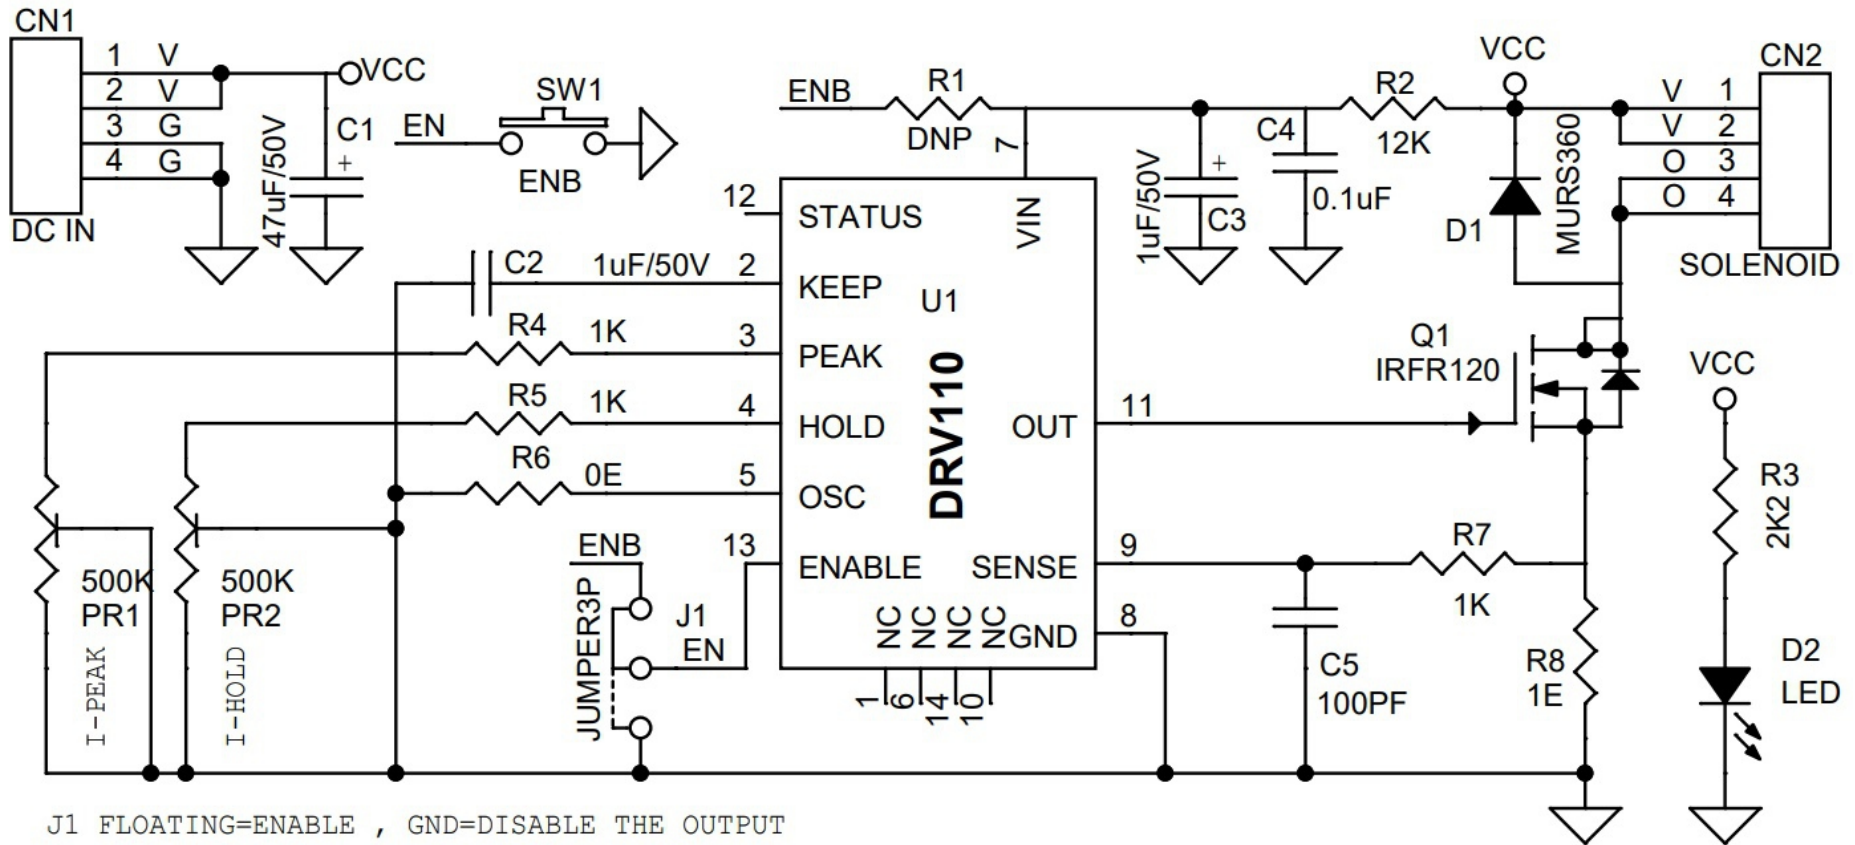 CN1
1 V
2 V
3 G
4 G
DC IN
VCC
C1
+
47uF/50V
EN
SW1
ENB
ENB
R1
DNP
7
C4
0.1uF
1uF/50V
+
C3
R2
12K
VCC
D1
MURS360
CN2
V 1
V 2
O 3
O 4
SOLENOID
12 STATUS
VIN
C2 1uF/50V 2 KEEP
U1
DRV110
R4 1K 3 PEAK
R5 1K 4 HOLD
R6 0E 5 OSC
OUT 11
Q1
IRFR120
VCC
R3
2K2
ENB
13 ENABLE
SENSE 9
R7
1K
500K
PR1
I-PEAK
500K
PR2
I-HOLD
JUMPER3P
J1
EN
NC NC NC NC
GND 8
1 6 14 10
C5
100PF
R8
1E
D2
LED
J1 FLOATING=ENABLE , GND=DISABLE THE OUTPUT